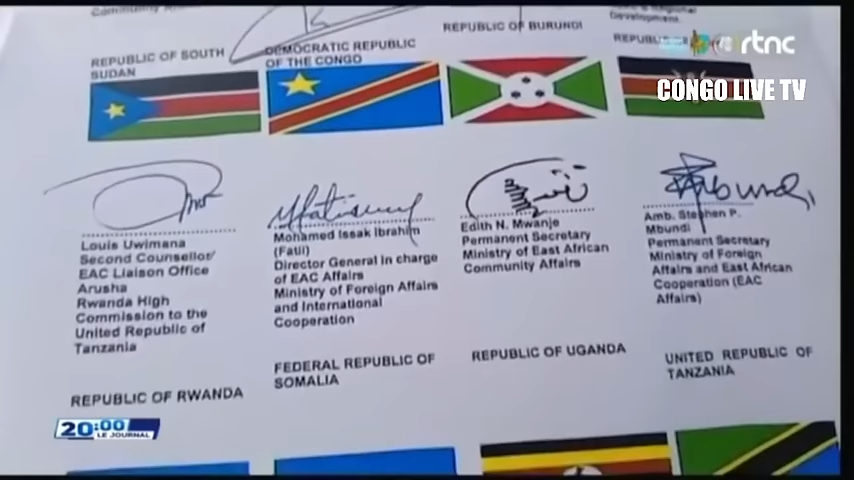 Community
Development.
REPUBLIC OF SOUTH
SUDAN
DEMOCRATIC REPUBLIC
OF THE CONGO
REPUBLIC OF BURUNDI
REPUBLIC
rtnc
CONGO LIVE TV
Louis Uwimana
Second Counsellor/
EAC Liaison Office
Arusha
Rwanda High
Commission to the
United Republic of
Tanzania
REPUBLIC OF RWANDA
Mohamed Issak Ibrahim
(Fatii)
Director General in charge
of EAC Affairs
Ministry of Foreign Affairs
and International
Cooperation
FEDERAL REPUBLIC OF
SOMALIA
Edith N. Mwanje
Permanent Secretary
Ministry of East African
Community Affairs
REPUBLIC OF UGANDA
Amb. Stephen P.
Mbundi
Permanent Secretary
Ministry of Foreign
Affairs and East African
Cooperation (EAC
Affairs)
UNITED REPUBLIC OF
TANZANIA
20:00
LE JOURNAL